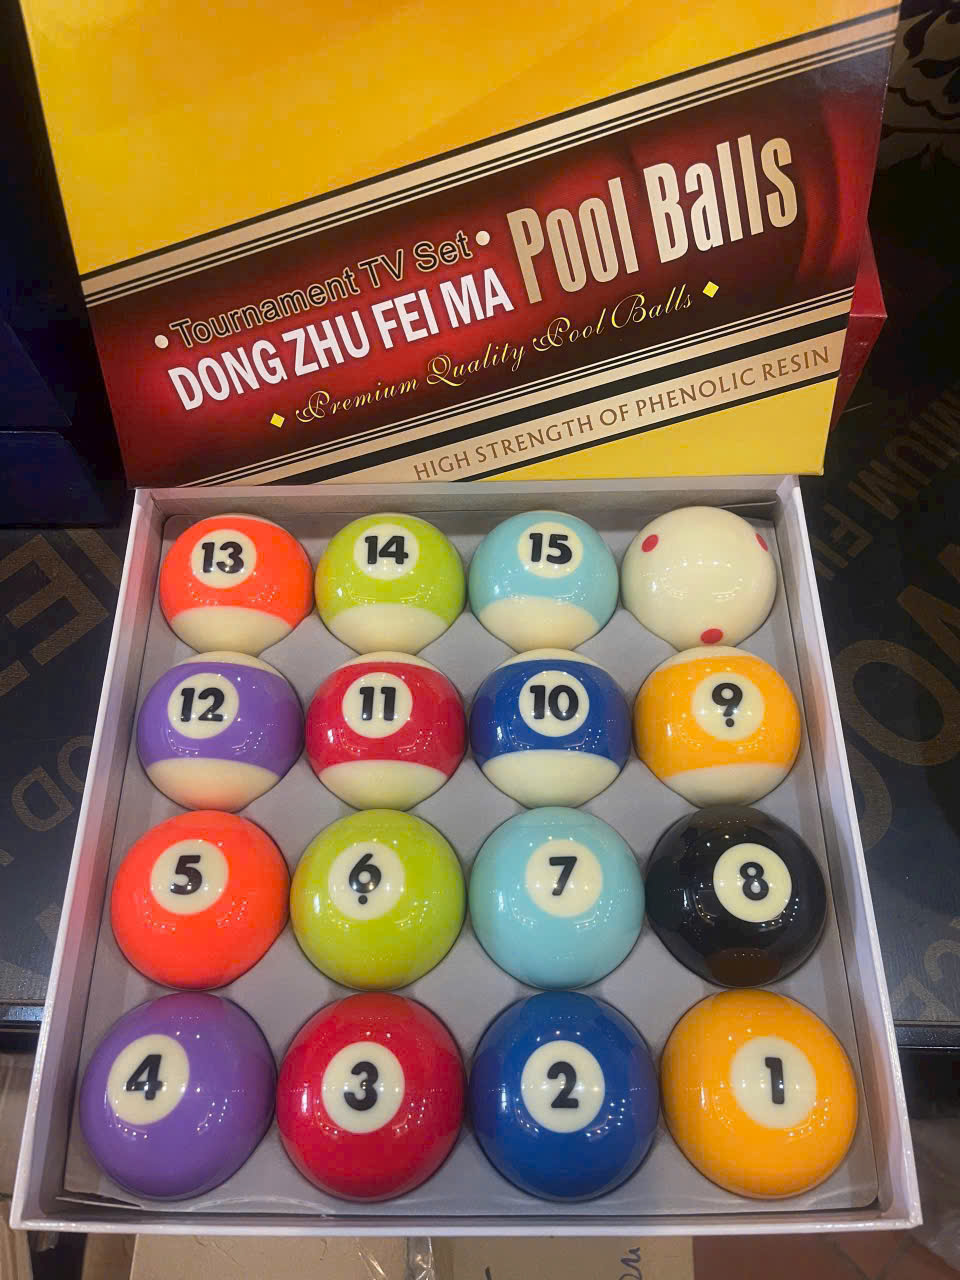 • Tournament TV Set •
DONG ZHU FEI MA Pool Balls
Premium Quality Pool Balls
HIGH STRENGTH OF PHENOLIC RESIN
13 14 15
12 11 10 9
5 6 7 8
4 3 2 1